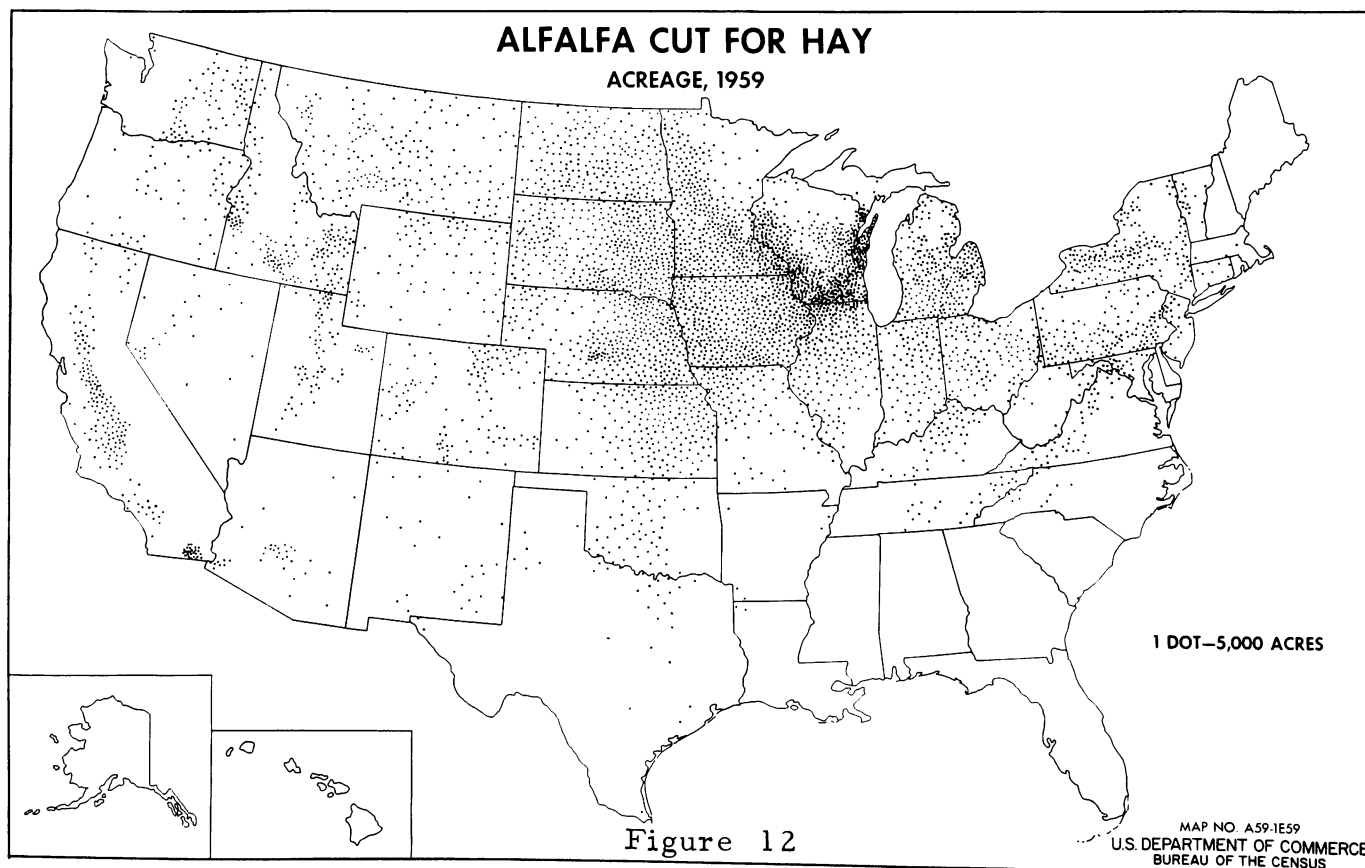 ALFALFA CUT FOR HAY
ACREAGE, 1959
1 DOT—5,000 ACRES
Figure 12
MAP NO. A59-1E59
U.S. DEPARTMENT OF COMMERCE
BUREAU OF THE CENSUS